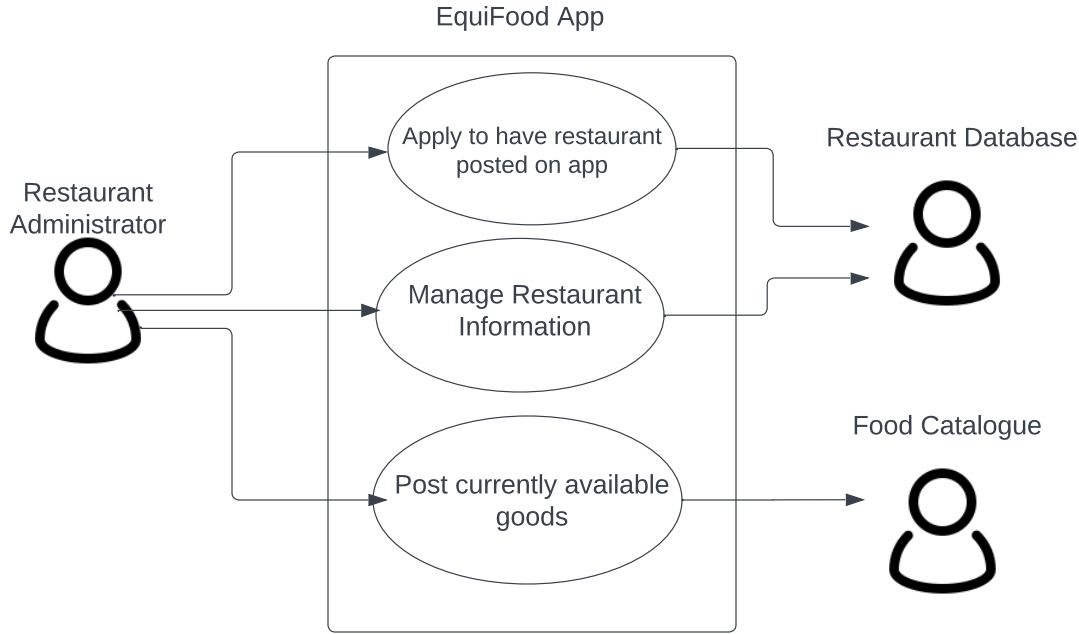 EquiFood App
Apply to have restaurant
posted on app
Restaurant Database
Restaurant
Administrator
Manage Restaurant
Information
Food Catalogue
Post currently available
goods